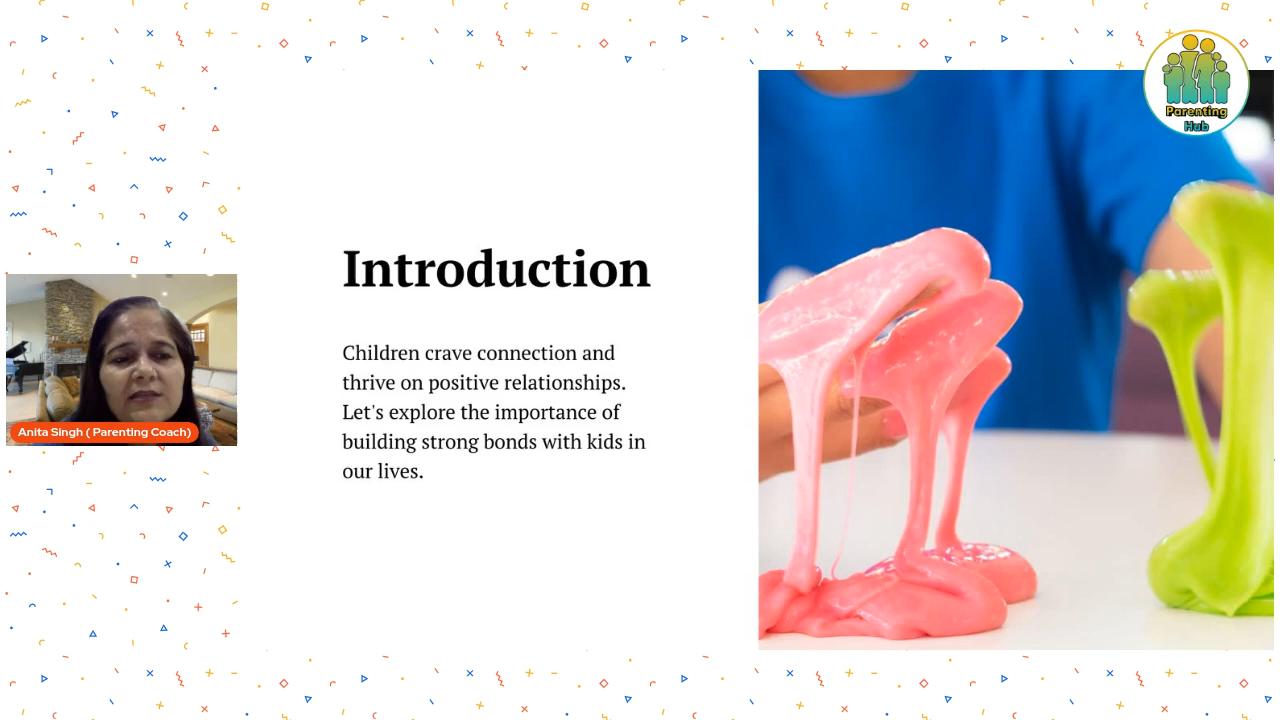 Parenting
Hub
Introduction
Children crave connection and
thrive on positive relationships.
Let's explore the importance of
building strong bonds with kids in
our lives.
Anita Singh ( Parenting Coach)